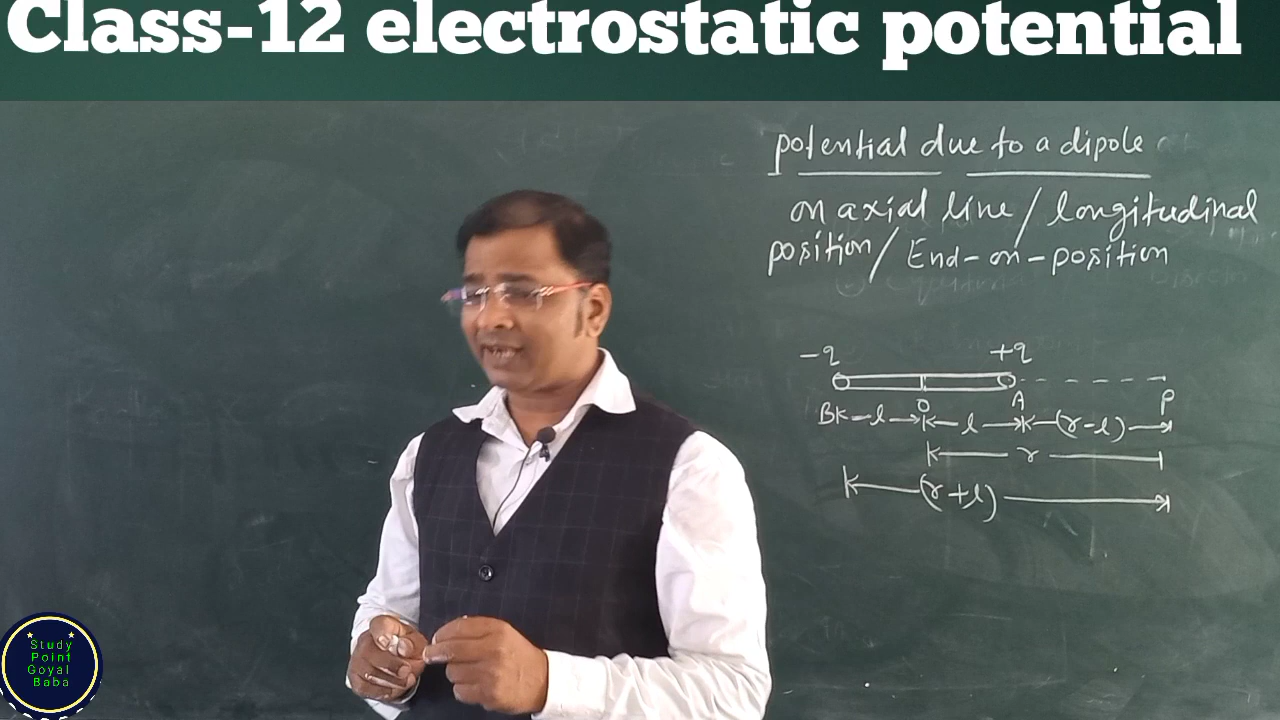 Class-12 electrostatic potential
potential due to a dipole
on axial line / longitudinal
position / End-on-position
-q +q
B O A P
l l (r-l)
r
(r+l)
Study
Point
Goyal
Baba